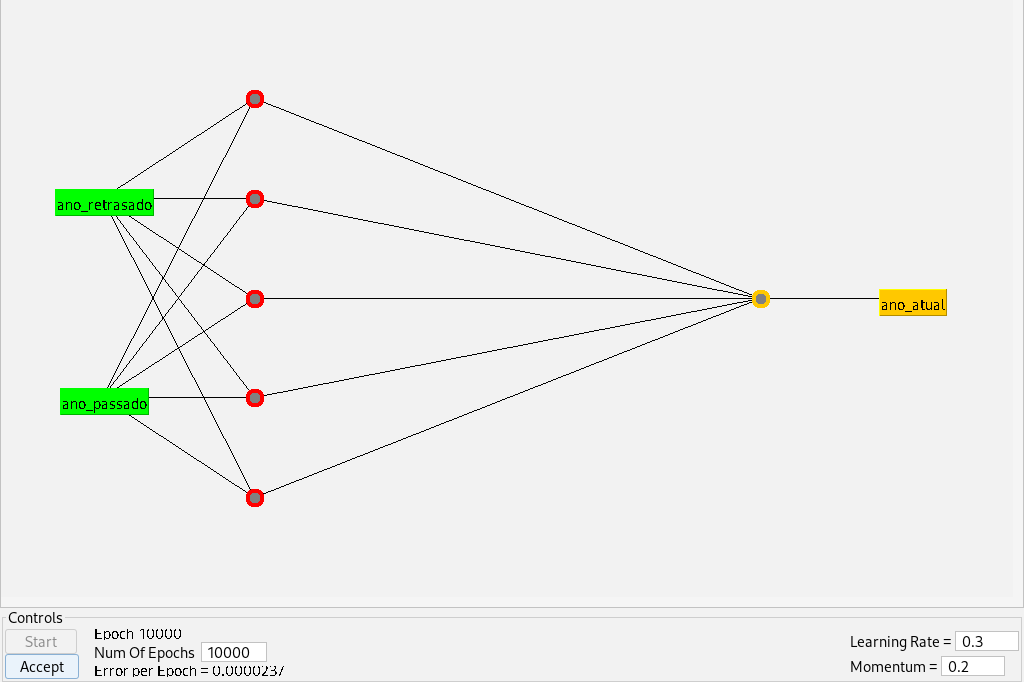 ano_retrasado
ano_atual
ano_passado
Controls
Start
Accept
Epoch 10000
Num Of Epochs 10000
Error per Epoch = 0.0000237
Learning Rate = 0.3
Momentum = 0.2